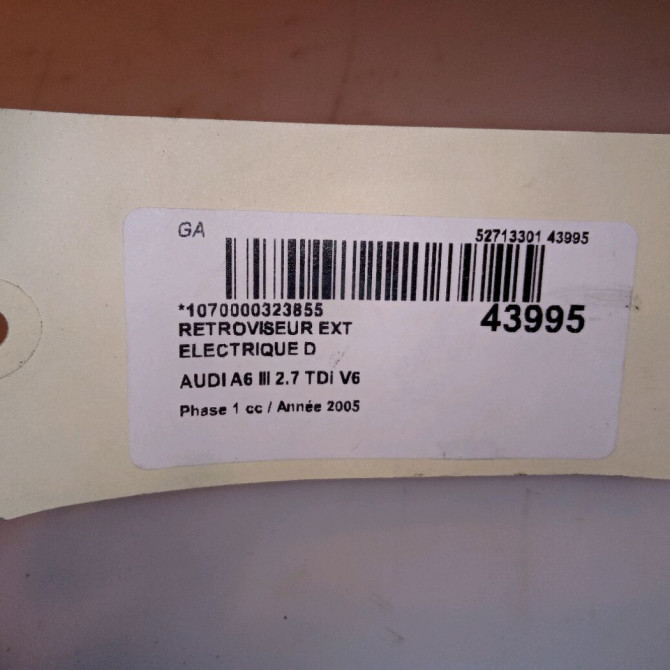 GA
52713301 43995
*1070000323855
43995
RETROVISEUR EXT
ELECTRIQUE D
AUDI A6 III 2.7 TDi V6
Phase 1 cc / Année 2005